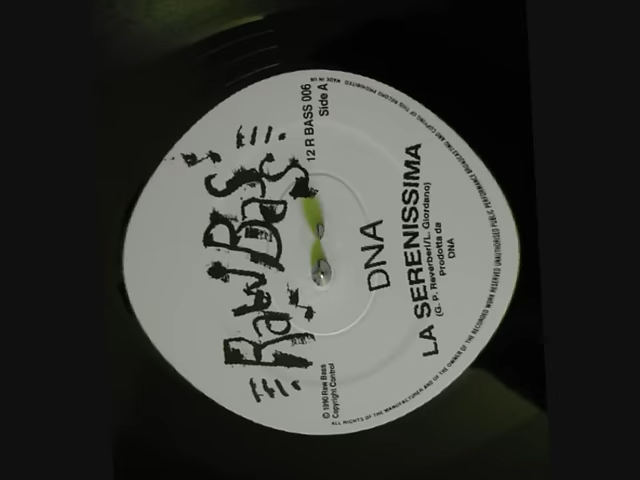 Raw Bass
Raw Bass
12 R BASS 006
Side A
© 1990 Raw Bass
Copyright Control
DNA
LA SERENISSIMA
(G. P. Reverberi/L. Giordano)
Prodotta da
DNA
ALL RIGHTS OF THE MANUFACTURER AND OF THE OWNER OF THE RECORDED WORK RESERVED UNAUTHORISED PUBLIC PERFORMANCE BROADCASTING AND COPYING OF THIS RECORD PROHIBITED MADE IN UK